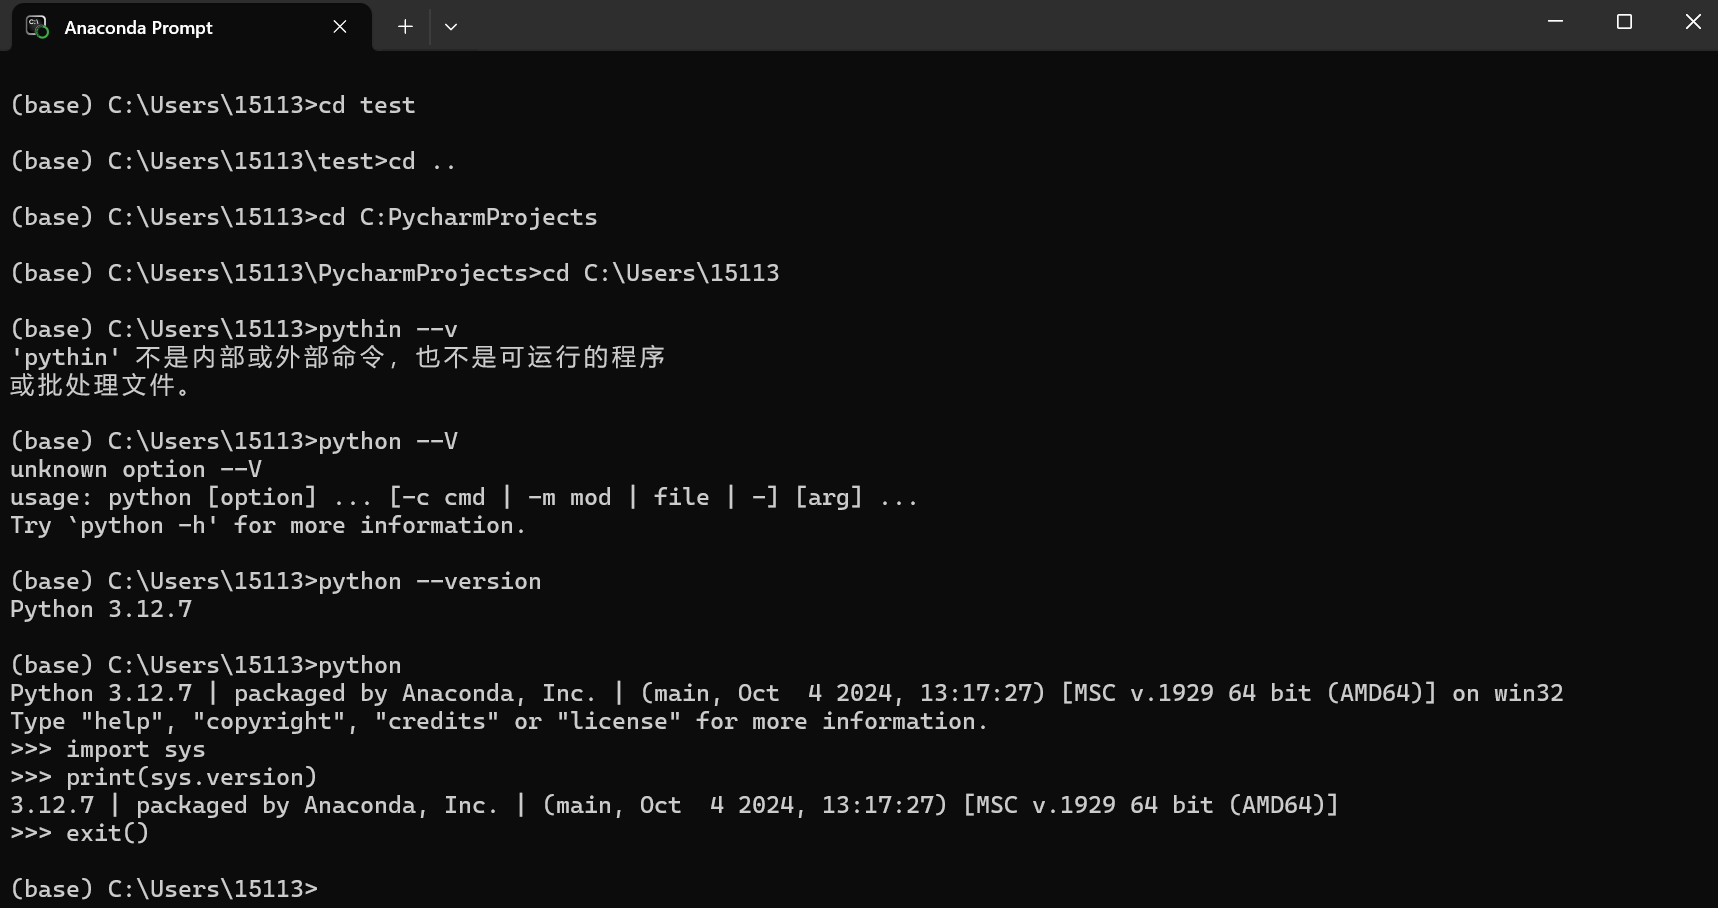 Anaconda Prompt
(base) C:\Users\15113>cd test
(base) C:\Users\15113\test>cd ..
(base) C:\Users\15113>cd C:PycharmProjects
(base) C:\Users\15113\PycharmProjects>cd C:\Users\15113
(base) C:\Users\15113>pythin --v
'pythin' 不是内部或外部命令，也不是可运行的程序
或批处理文件。
(base) C:\Users\15113>python --V
unknown option --V
usage: python [option] ... [-c cmd | -m mod | file | -] [arg] ...
Try `python -h' for more information.
(base) C:\Users\15113>python --version
Python 3.12.7
(base) C:\Users\15113>python
Python 3.12.7 | packaged by Anaconda, Inc. | (main, Oct  4 2024, 13:17:27) [MSC v.1929 64 bit (AMD64)] on win32
Type "help", "copyright", "credits" or "license" for more information.
>>> import sys
>>> print(sys.version)
3.12.7 | packaged by Anaconda, Inc. | (main, Oct  4 2024, 13:17:27) [MSC v.1929 64 bit (AMD64)]
>>> exit()
(base) C:\Users\15113>